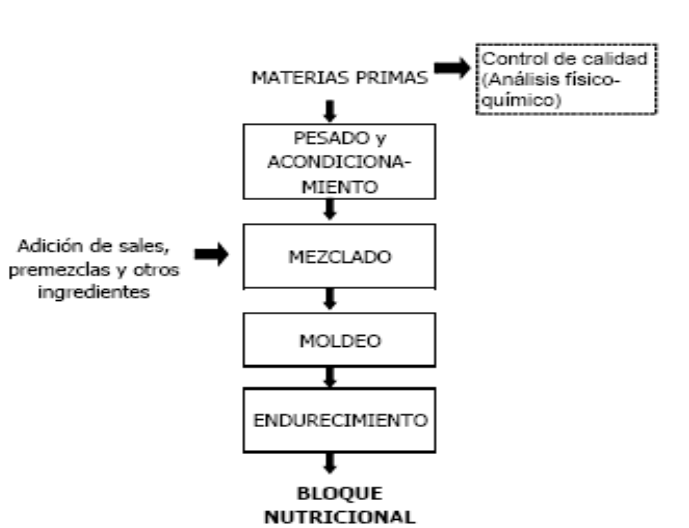 MATERIAS PRIMAS
Control de calidad
(Análisis físico-
químico)
PESADO y
ACONDICIONA-
MIENTO
Adición de sales,
premezclas y otros
ingredientes
MEZCLADO
MOLDEO
ENDURECIMIENTO
BLOQUE
NUTRICIONAL